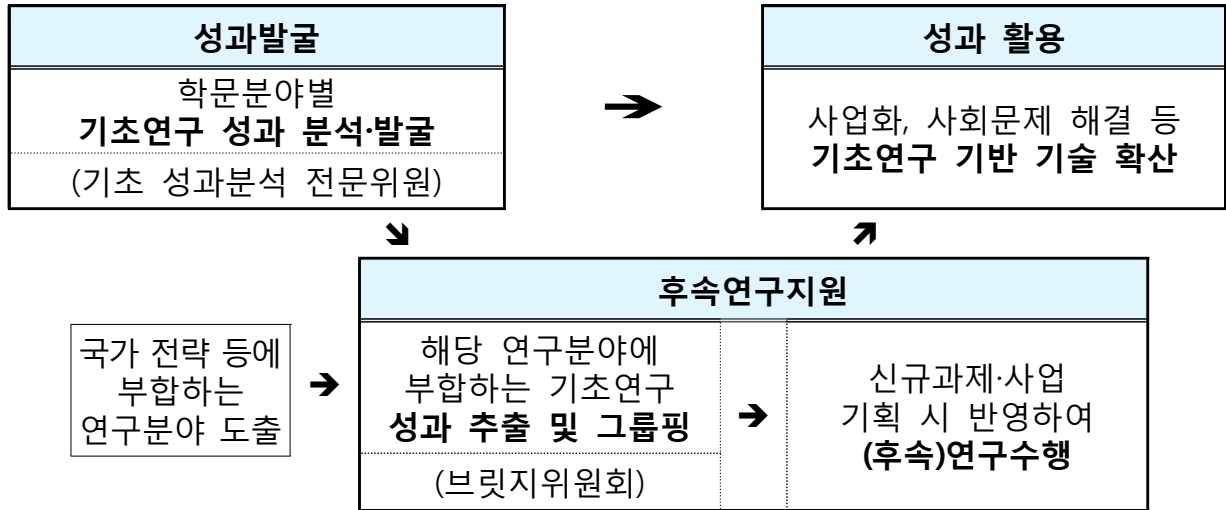 성과발굴
학문분야별
기초연구 성과 분석·발굴
(기초 성과분석 전문위원)
➔
성과 활용
사업화, 사회문제 해결 등
기초연구 기반 기술 확산
➘
➚
국가 전략 등에
부합하는
연구분야 도출
➔
후속연구지원
해당 연구분야에
부합하는 기초연구
성과 추출 및 그룹핑
(브릿지위원회)
➔
신규과제·사업
기획 시 반영하여
(후속)연구수행